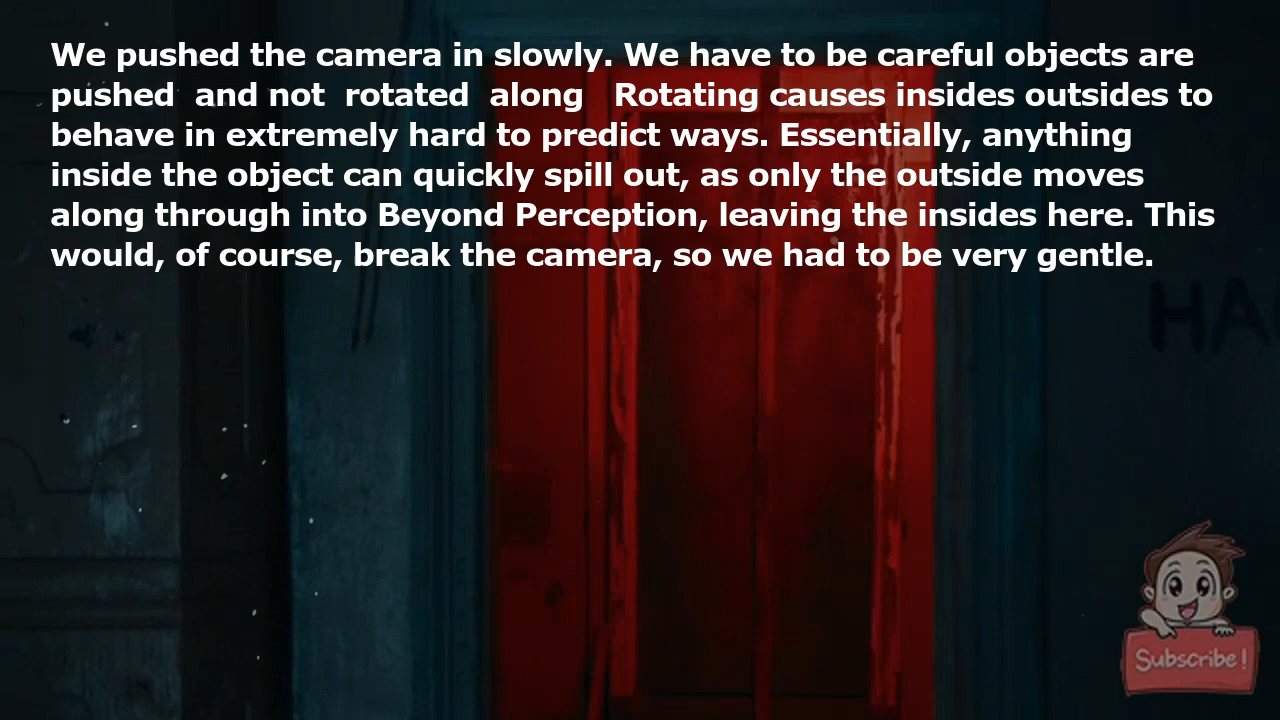 We pushed the camera in slowly. We have to be careful objects are
pushed  and not  rotated  along   Rotating causes insides outsides to
behave in extremely hard to predict ways. Essentially, anything
inside the object can quickly spill out, as only the outside moves
along through into Beyond Perception, leaving the insides here. This
would, of course, break the camera, so we had to be very gentle.
HA
Subscribe!